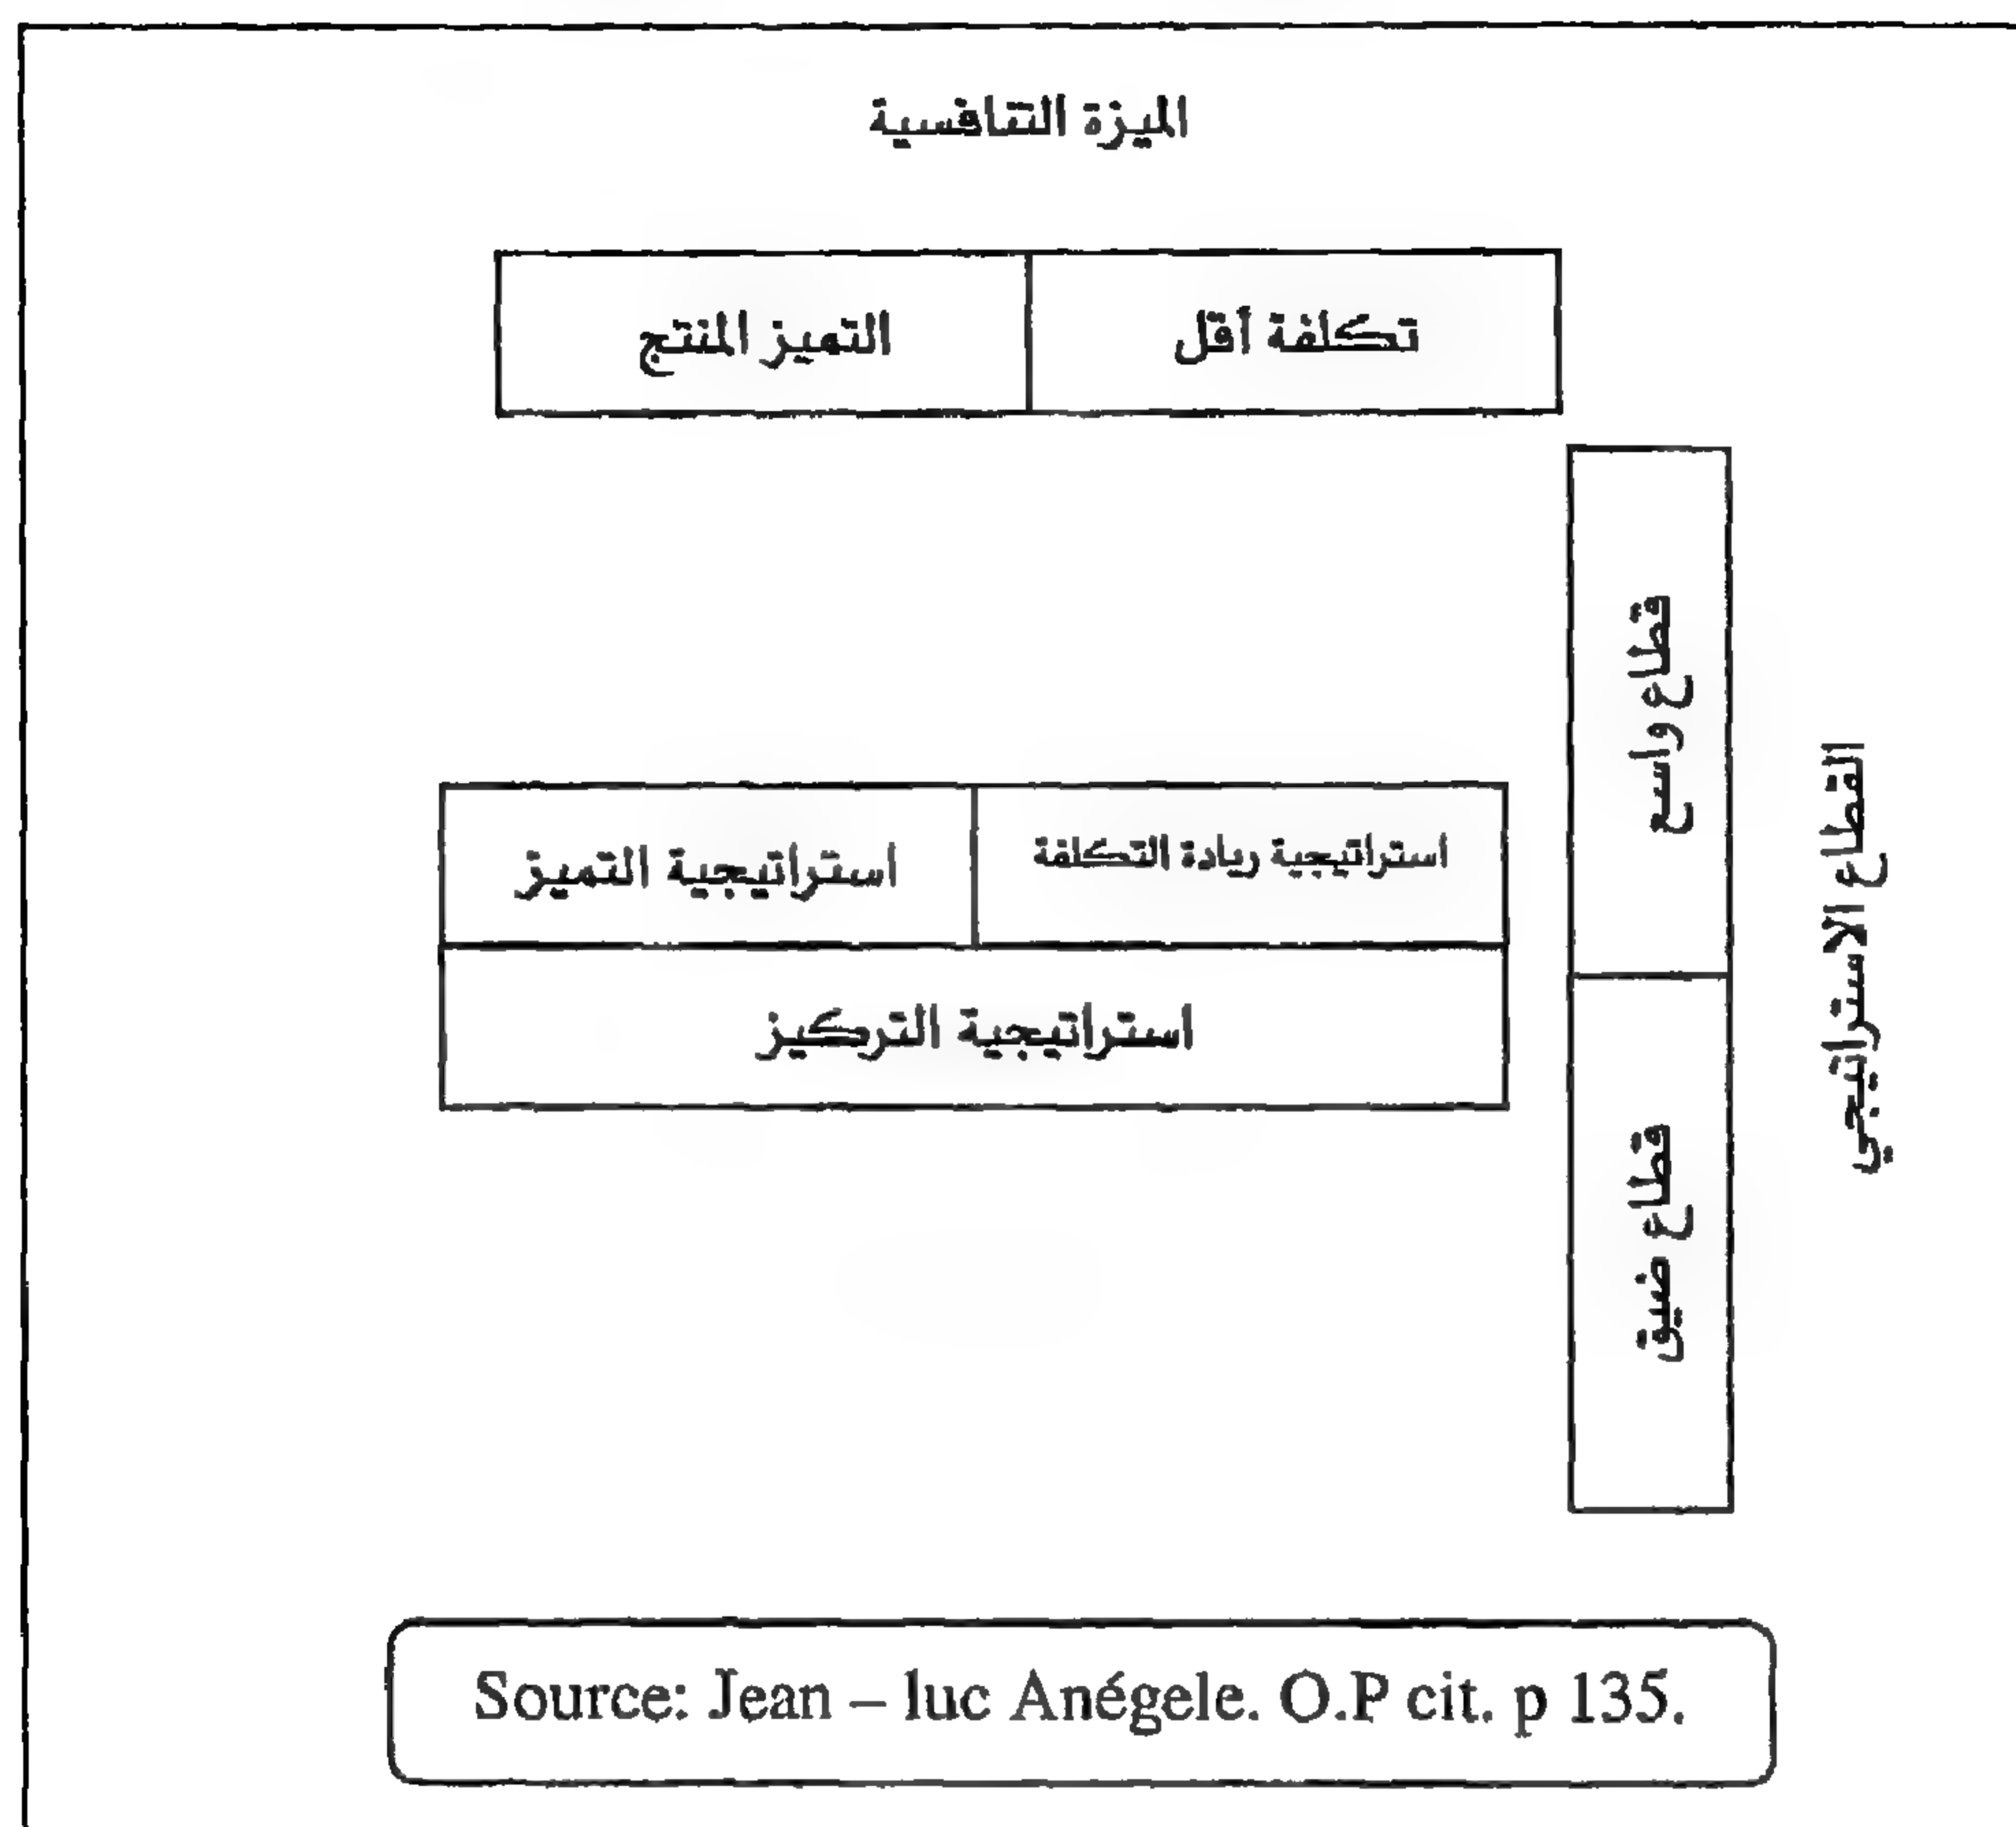 الميزة التنافسية
تكلفة أقل
التميز المنتج
القطاع الاستراتيجي
قطاع واسع
استراتيجية ريادة التكلفة
استراتيجية التميز
استراتيجية التركيز
قطاع ضيق
Source: Jean – luc Anégele. O.P cit. p 135.